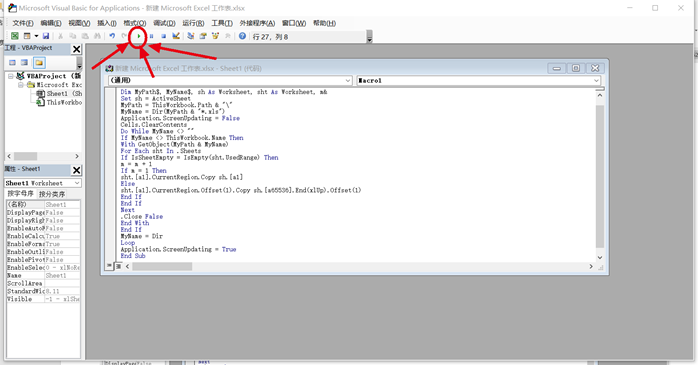 Microsoft Visual Basic for Applications - 新建 Microsoft Excel 工作表.xlsx
文件(F) 编辑(E) 视图(V) 插入(I) 格式(O) 调试(D) 运行(R) 工具(T) 外接程序(A) 窗口(W) 帮助(H)
行 27, 列 8
工程 - VBAProject
VBAProject (新
Microsoft Exc
Sheet1 (Sh
ThisWorkbo
属性 - Sheet1
Sheet1 Worksheet
按字母序 按分类序
(名称) Sheet1
DisplayPage False
DisplayRigh False
EnableAutoF False
EnableCalcu True
EnableForma True
EnableOutli False
EnablePivot False
EnableSelec 0 - xlNoRe
Name Sheet1
ScrollArea
StandardWid 8.11
Visible -1 - xlShe
新建 Microsoft Excel 工作表.xlsx - Sheet1 (代码)
(通用) Macro1
Dim MyPath$, MyName$, sh As Worksheet, sht As Worksheet, m&
Set sh = ActiveSheet
MyPath = ThisWorkbook.Path & "\"
MyName = Dir(MyPath & "*.xls")
Application.ScreenUpdating = False
Cells.ClearContents
Do While MyName <> ""
If MyName <> ThisWorkbook.Name Then
With GetObject(MyPath & MyName)
For Each sht In .Sheets
If IsSheetEmpty = IsEmpty(sht.UsedRange) Then
m = m + 1
If m = 1 Then
sht.[a1].CurrentRegion.Copy sh.[a1]
Else
sht.[a1].CurrentRegion.Offset(1).Copy sh.[a65536].End(xlUp).Offset(1)
End If
End If
Next
.Close False
End With
End If
MyName = Dir
Loop
Application.ScreenUpdating = True
End Sub
DisplayPage False